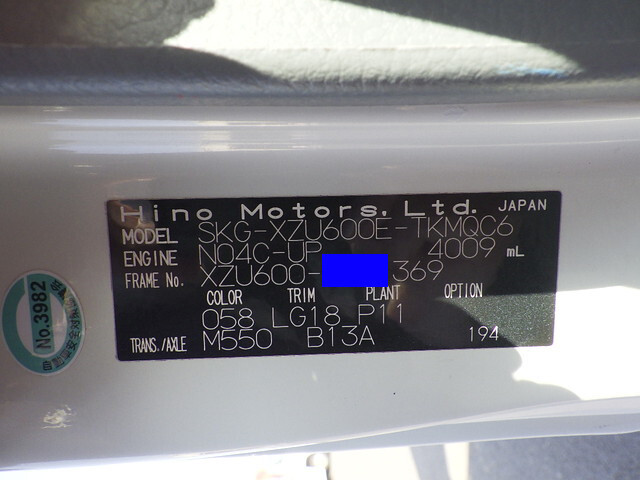 Hino Motors, Ltd. JAPAN
MODEL SKG-XZU600E-TKMQC6
ENGINE N04C-UP 4009 mL
FRAME No. XZU600- 369
COLOR TRIM PLANT OPTION
058 LG18 P11
TRANS./AXLE M550 B13A 194
No.3982